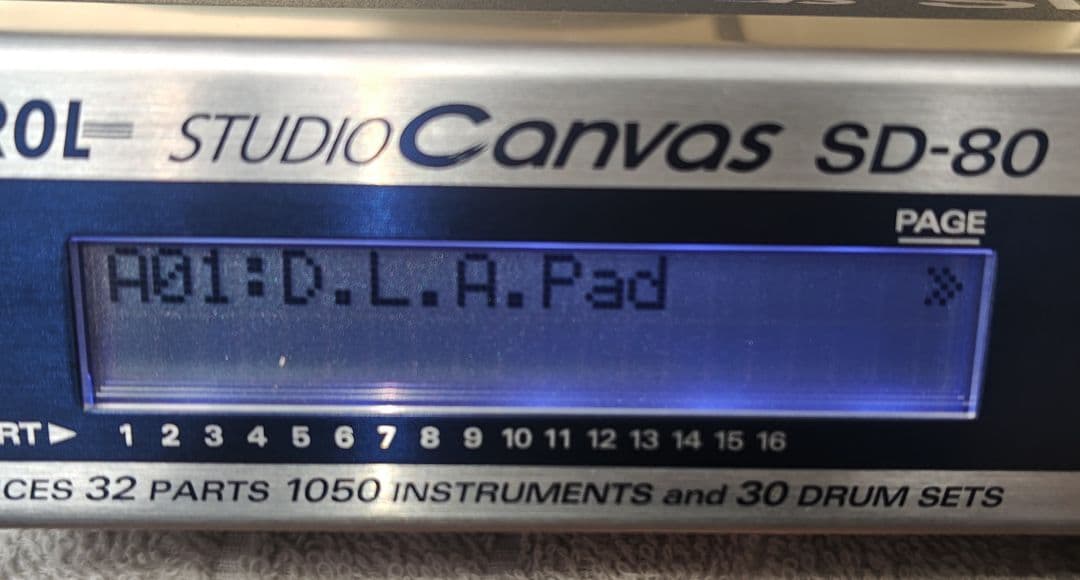 ROL STUDIO Canvas SD-80
PAGE
A01:D.L.A.Pad »
RT▶ 1 2 3 4 5 6 7 8 9 10 11 12 13 14 15 16
CES 32 PARTS 1050 INSTRUMENTS and 30 DRUM SETS